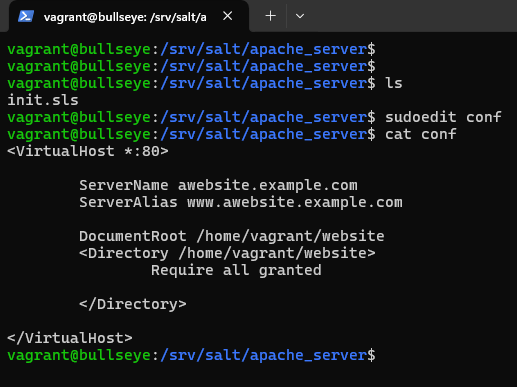 vagrant@bullseye: /srv/salt/a
vagrant@bullseye:/srv/salt/apache_server$
vagrant@bullseye:/srv/salt/apache_server$
vagrant@bullseye:/srv/salt/apache_server$ ls
init.sls
vagrant@bullseye:/srv/salt/apache_server$ sudoedit conf
vagrant@bullseye:/srv/salt/apache_server$ cat conf
<VirtualHost *:80>
ServerName awebsite.example.com
ServerAlias www.awebsite.example.com
DocumentRoot /home/vagrant/website
<Directory /home/vagrant/website>
Require all granted
</Directory>
</VirtualHost>
vagrant@bullseye:/srv/salt/apache_server$